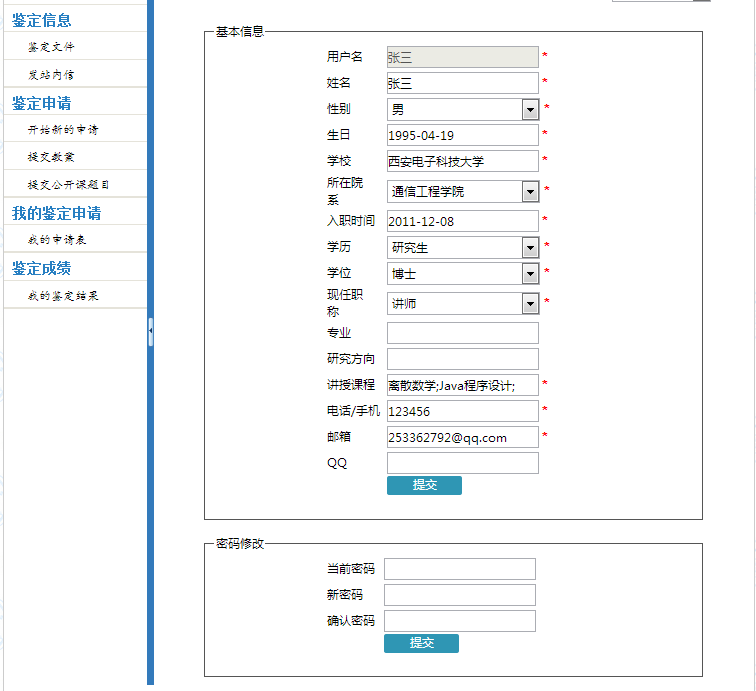 鉴定信息
鉴定文件
发站内信
鉴定申请
开始新的申请
提交教案
提交公开课题目
我的鉴定申请
我的申请表
鉴定成绩
我的鉴定结果
基本信息
用户名 张三 *
姓名 张三 *
性别 男 *
生日 1995-04-19 *
学校 西安电子科技大学 *
所在院
系 通信工程学院 *
入职时间 2011-12-08 *
学历 研究生 *
学位 博士 *
现任职
称 讲师 *
专业
研究方向
讲授课程 离散数学;Java程序设计; *
电话/手机 123456 *
邮箱 253362792@qq.com *
QQ
提交
密码修改
当前密码
新密码
确认密码
提交